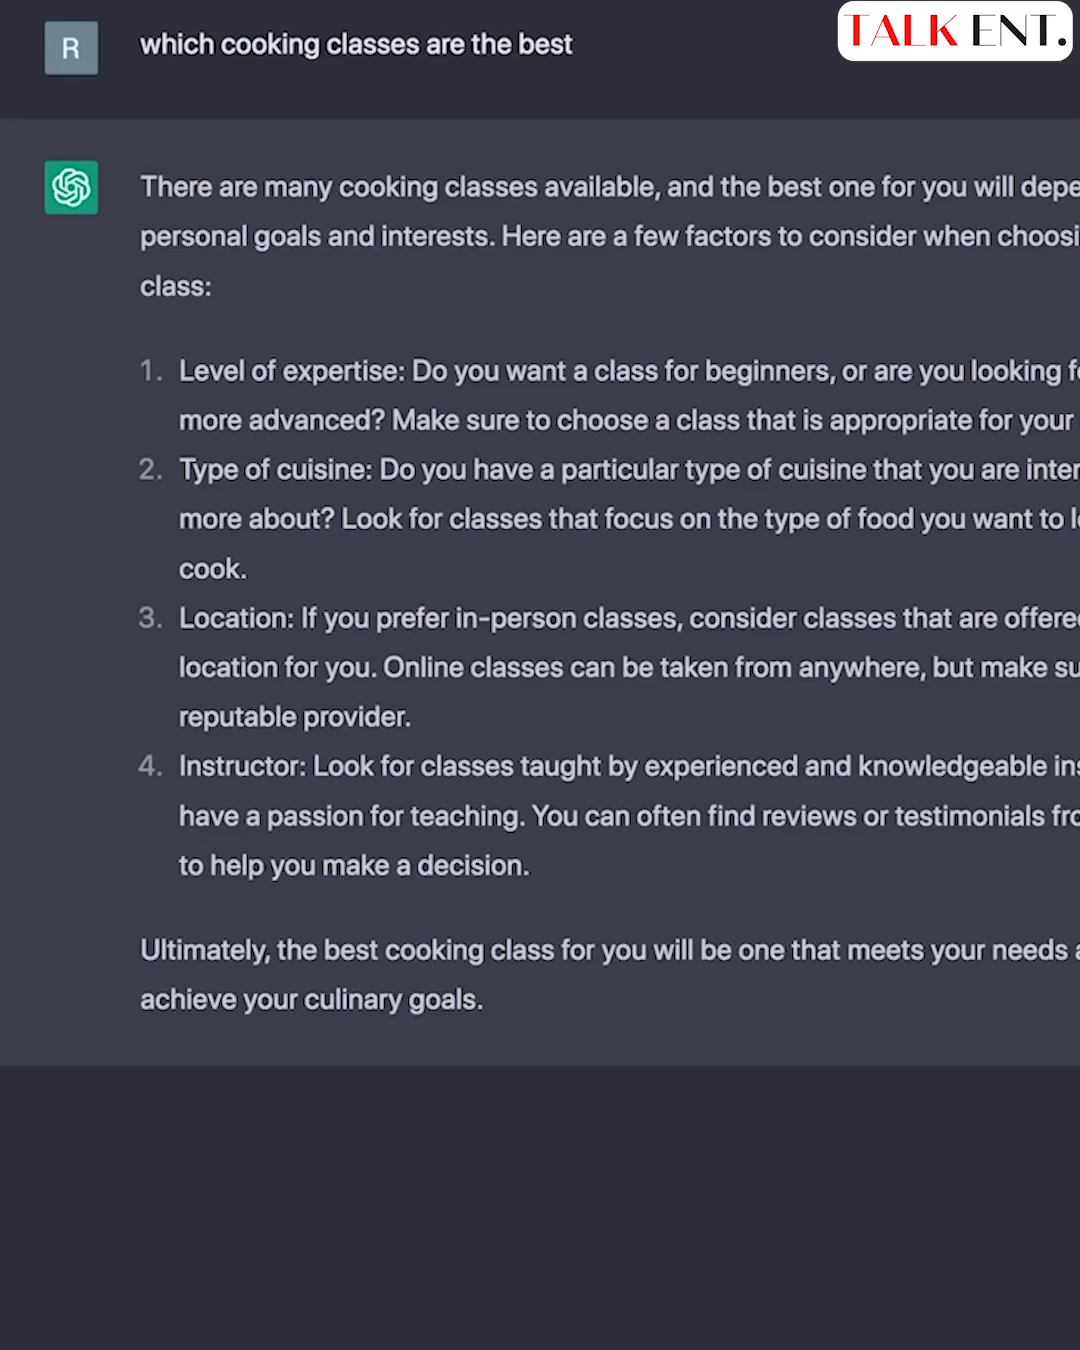 R
which cooking classes are the best
TALK ENT.
There are many cooking classes available, and the best one for you will
personal goals and interests. Here are a few factors to consider when
class:
1. Level of expertise: Do you want a class for beginners, or are you looking
more advanced? Make sure to choose a class that is appropriate for your
2. Type of cuisine: Do you have a particular type of cuisine that you are
more about? Look for classes that focus on the type of food you want to
cook.
3. Location: If you prefer in-person classes, consider classes that are
location for you. Online classes can be taken from anywhere, but make
reputable provider.
4. Instructor: Look for classes taught by experienced and knowledgeable
have a passion for teaching. You can often find reviews or testimonials
to help you make a decision.
Ultimately, the best cooking class for you will be one that meets your needs
achieve your culinary goals.